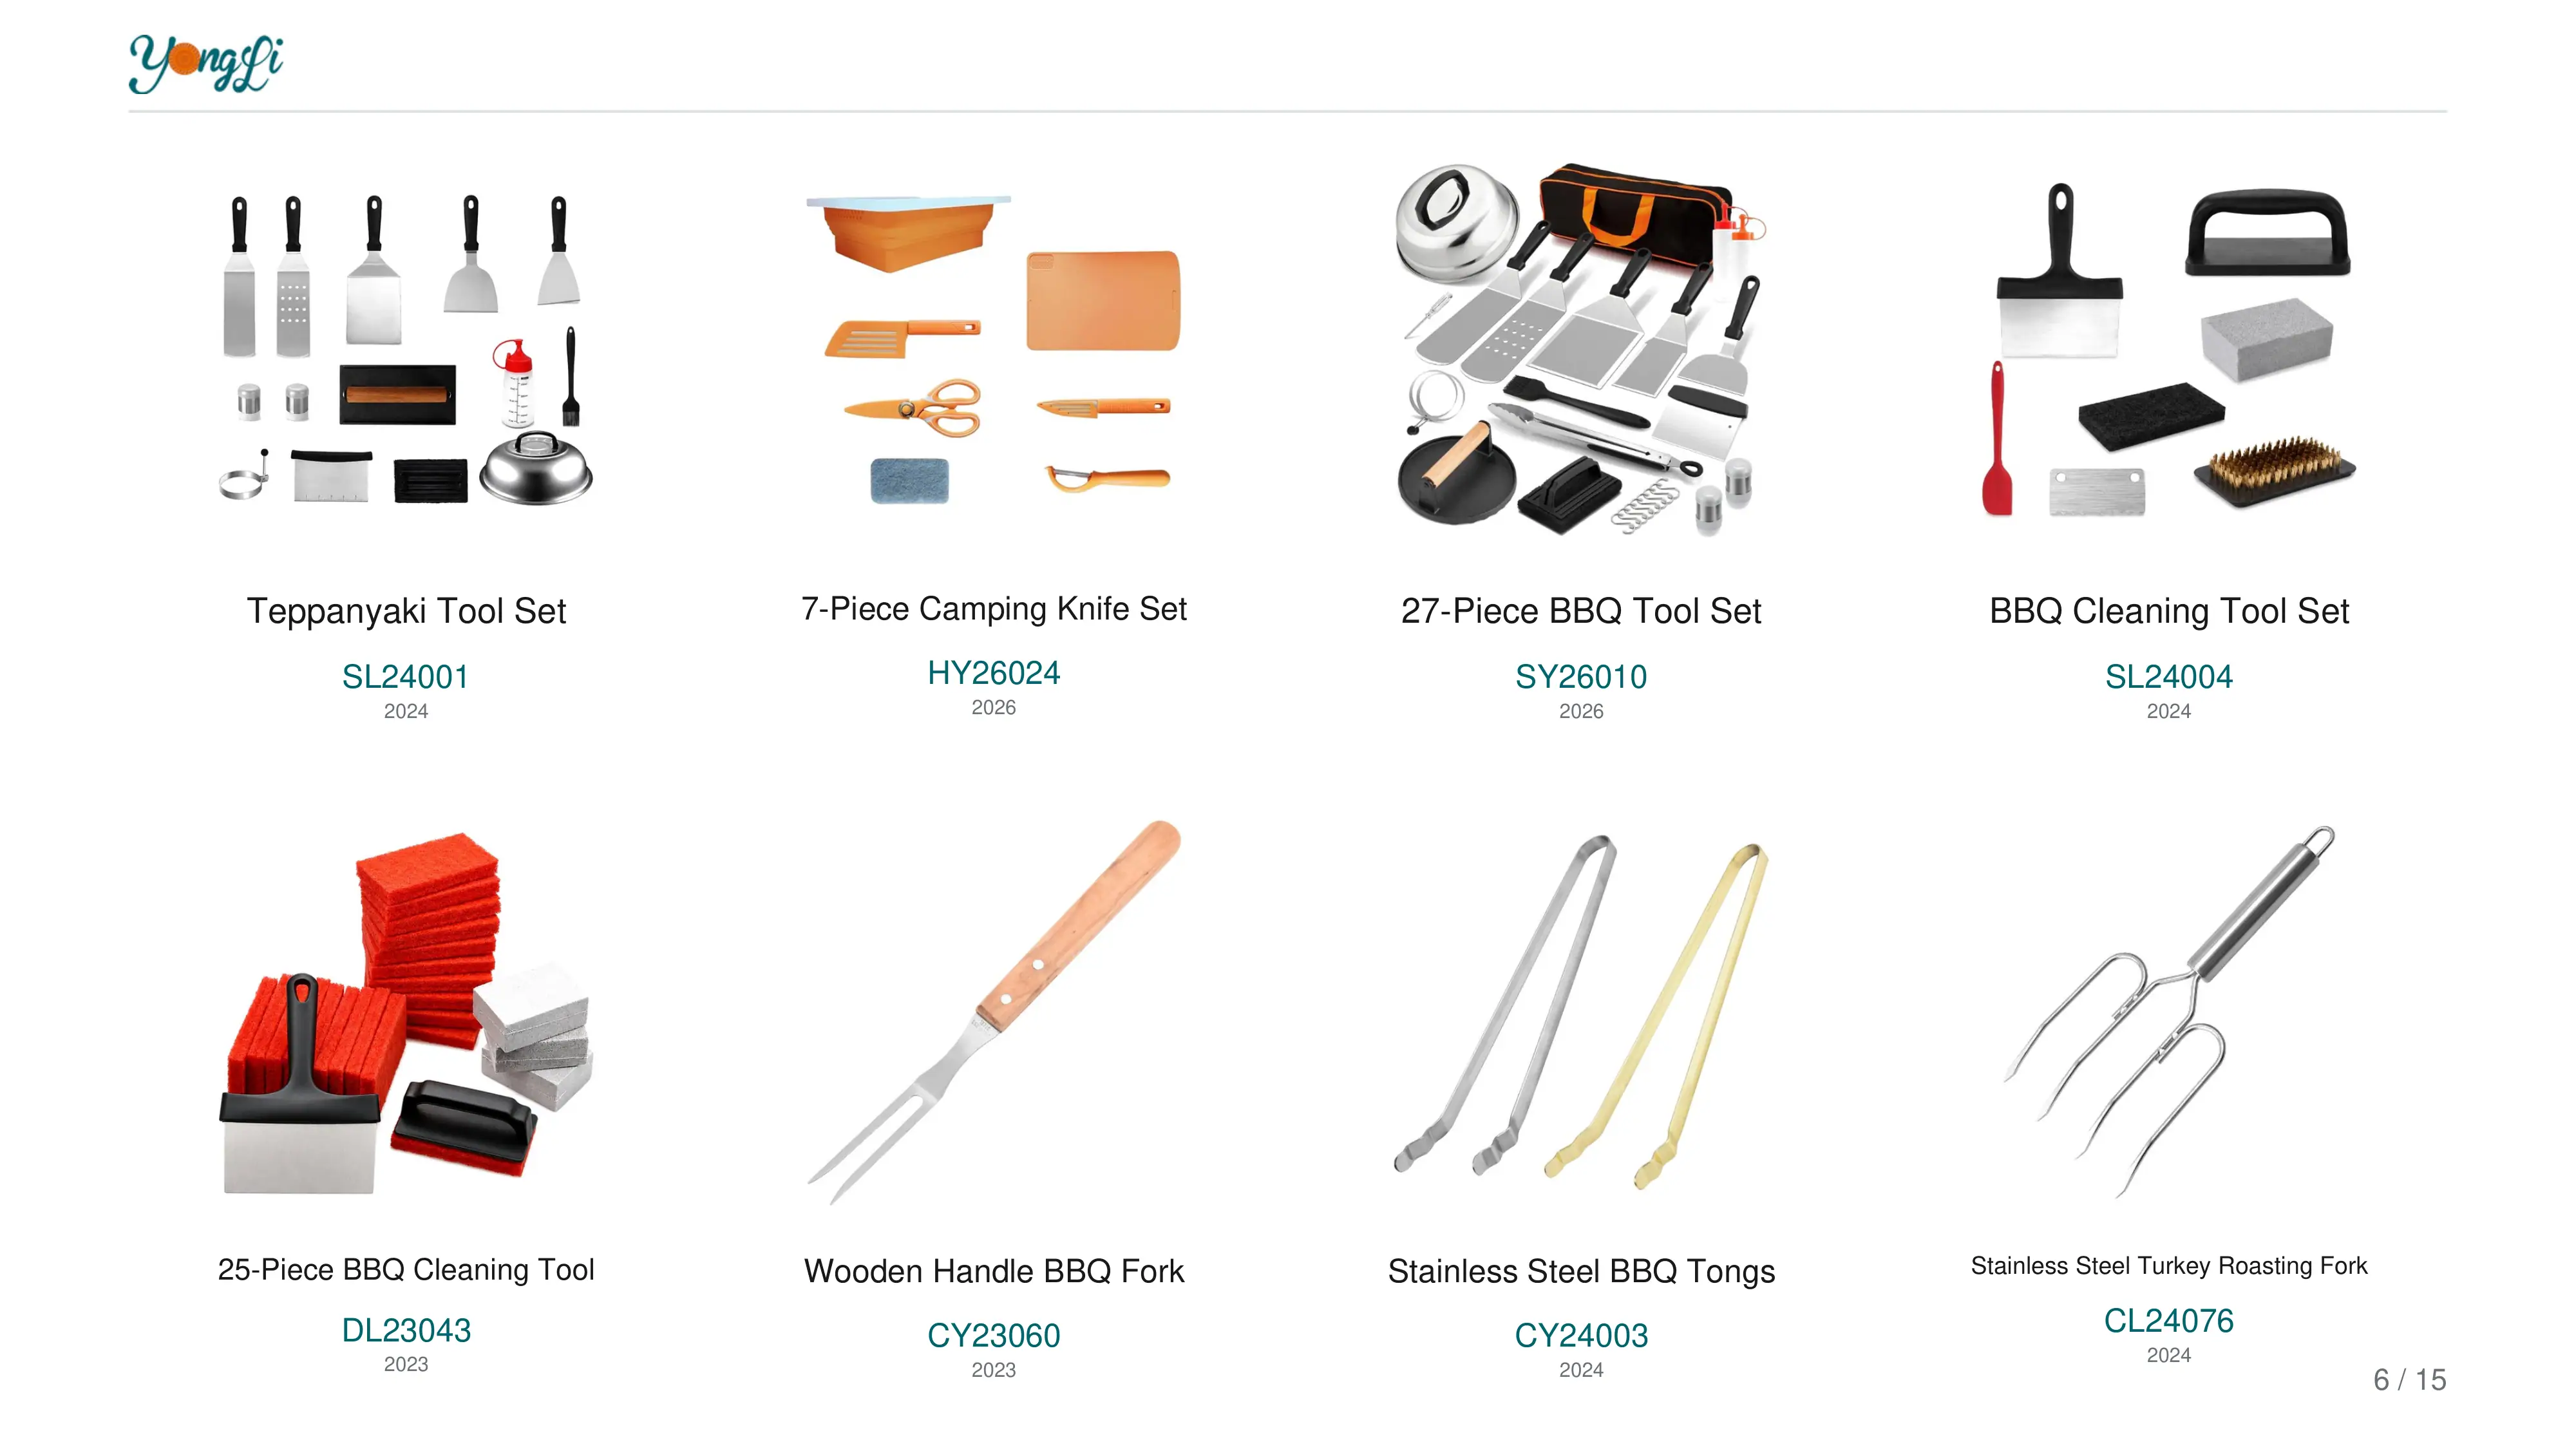 YongLi
Teppanyaki Tool Set
SL24001
2024
7-Piece Camping Knife Set
HY26024
2026
27-Piece BBQ Tool Set
SY26010
2026
BBQ Cleaning Tool Set
SL24004
2024
25-Piece BBQ Cleaning Tool
DL23043
2023
Wooden Handle BBQ Fork
CY23060
2023
Stainless Steel BBQ Tongs
CY24003
2024
Stainless Steel Turkey Roasting Fork
CL24076
2024
6 / 15